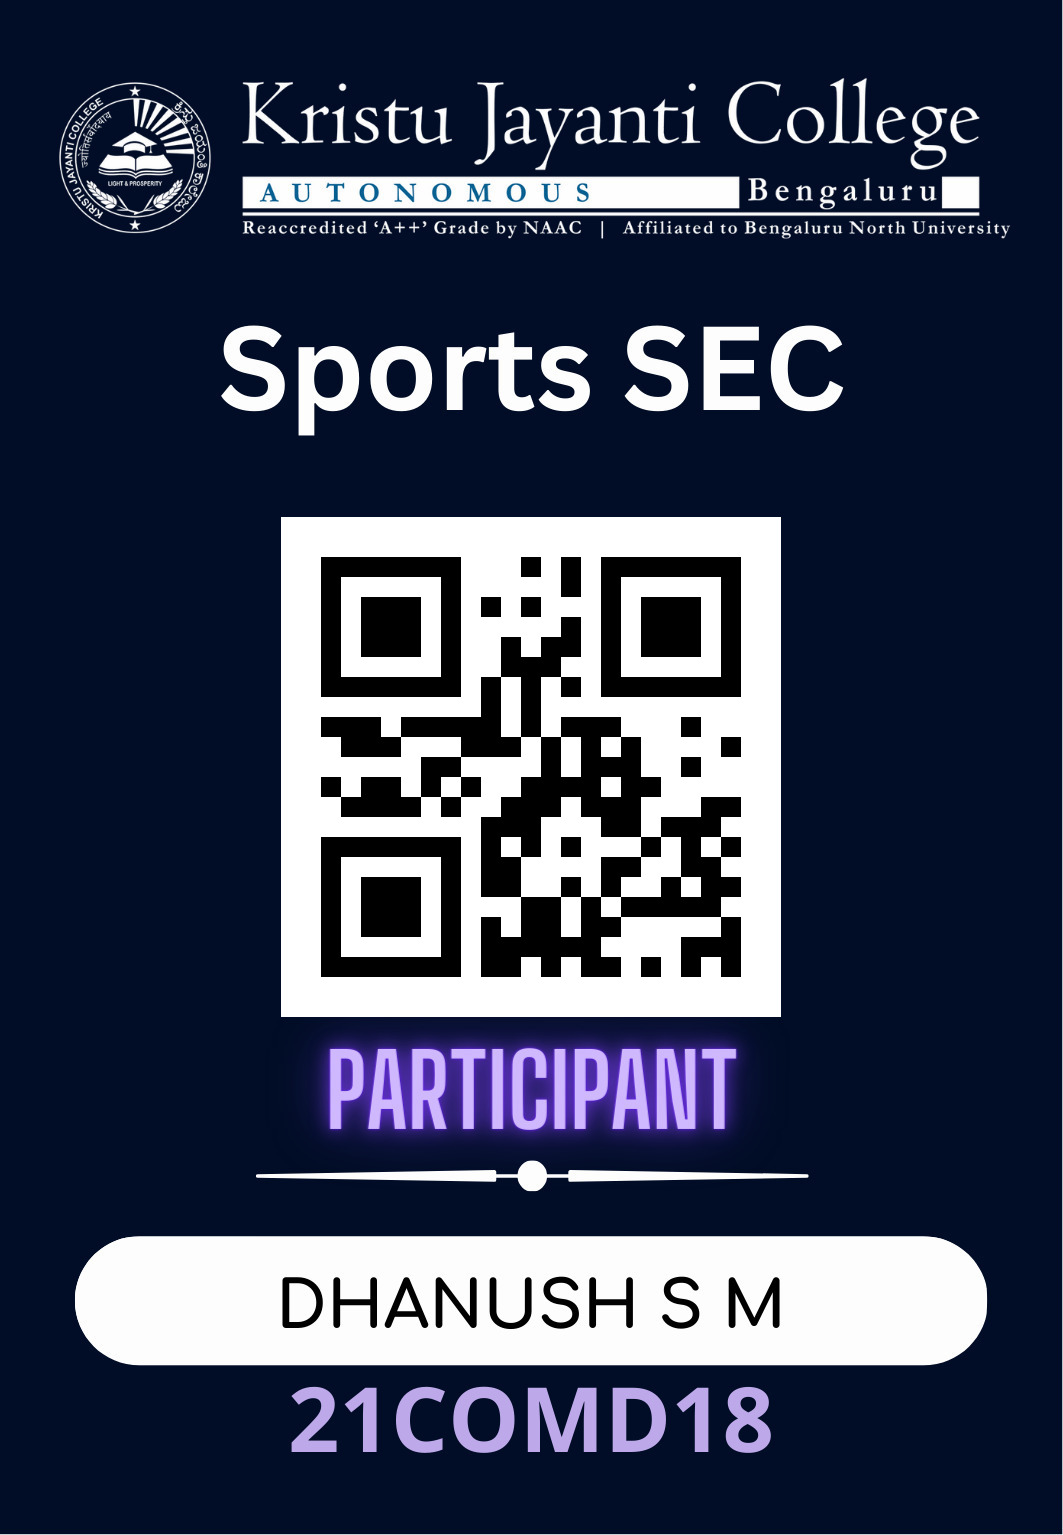 KRISTU JAYANTI COLLEGE
LIGHT & PROSPERITY
Kristu Jayanti College
AUTONOMOUS Bengaluru
Reaccredited ‘A++’ Grade by NAAC | Affiliated to Bengaluru North University
Sports SEC
PARTICIPANT
DHANUSH S M
21COMD18